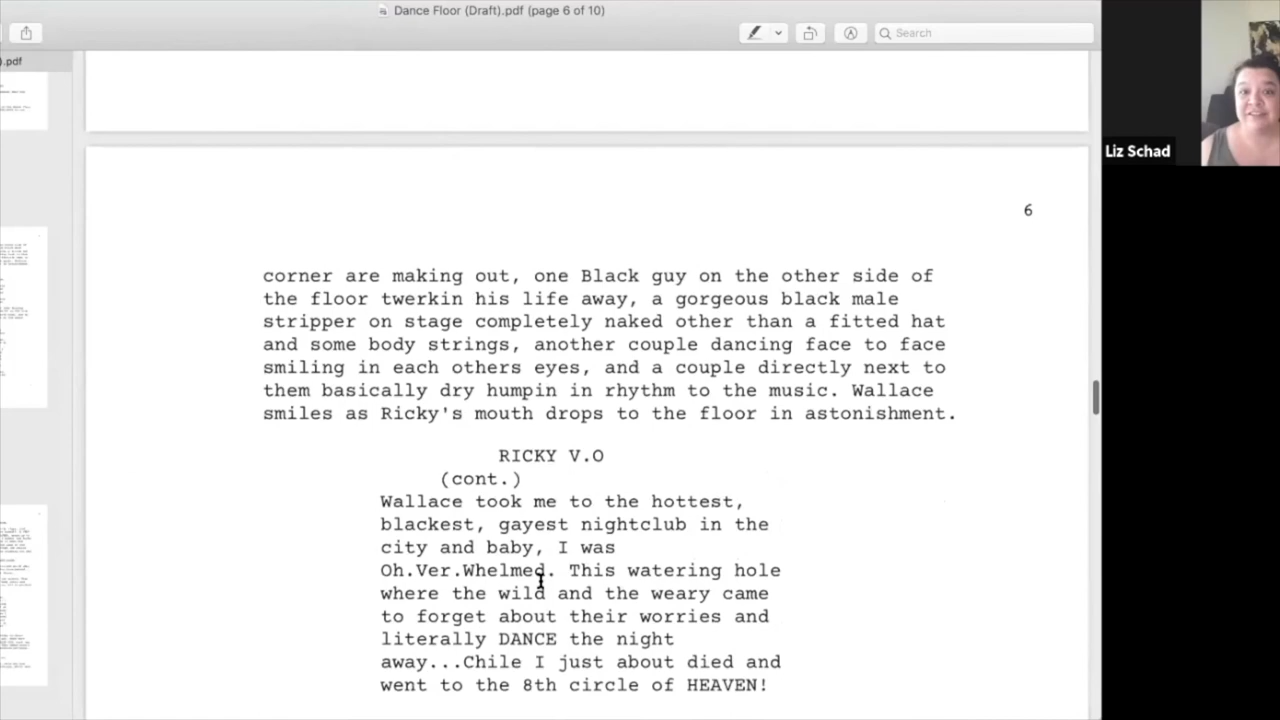 Dance Floor (Draft).pdf (page 6 of 10)
Search
).pdf
Liz Schad
6
corner are making out, one Black guy on the other side of
the floor twerkin his life away, a gorgeous black male
stripper on stage completely naked other than a fitted hat
and some body strings, another couple dancing face to face
smiling in each others eyes, and a couple directly next to
them basically dry humpin in rhythm to the music. Wallace
smiles as Ricky's mouth drops to the floor in astonishment.
RICKY V.O
(cont.)
Wallace took me to the hottest,
blackest, gayest nightclub in the
city and baby, I was
Oh.Ver.Whelmed. This watering hole
where the wild and the weary came
to forget about their worries and
literally DANCE the night
away...Chile I just about died and
went to the 8th circle of HEAVEN!